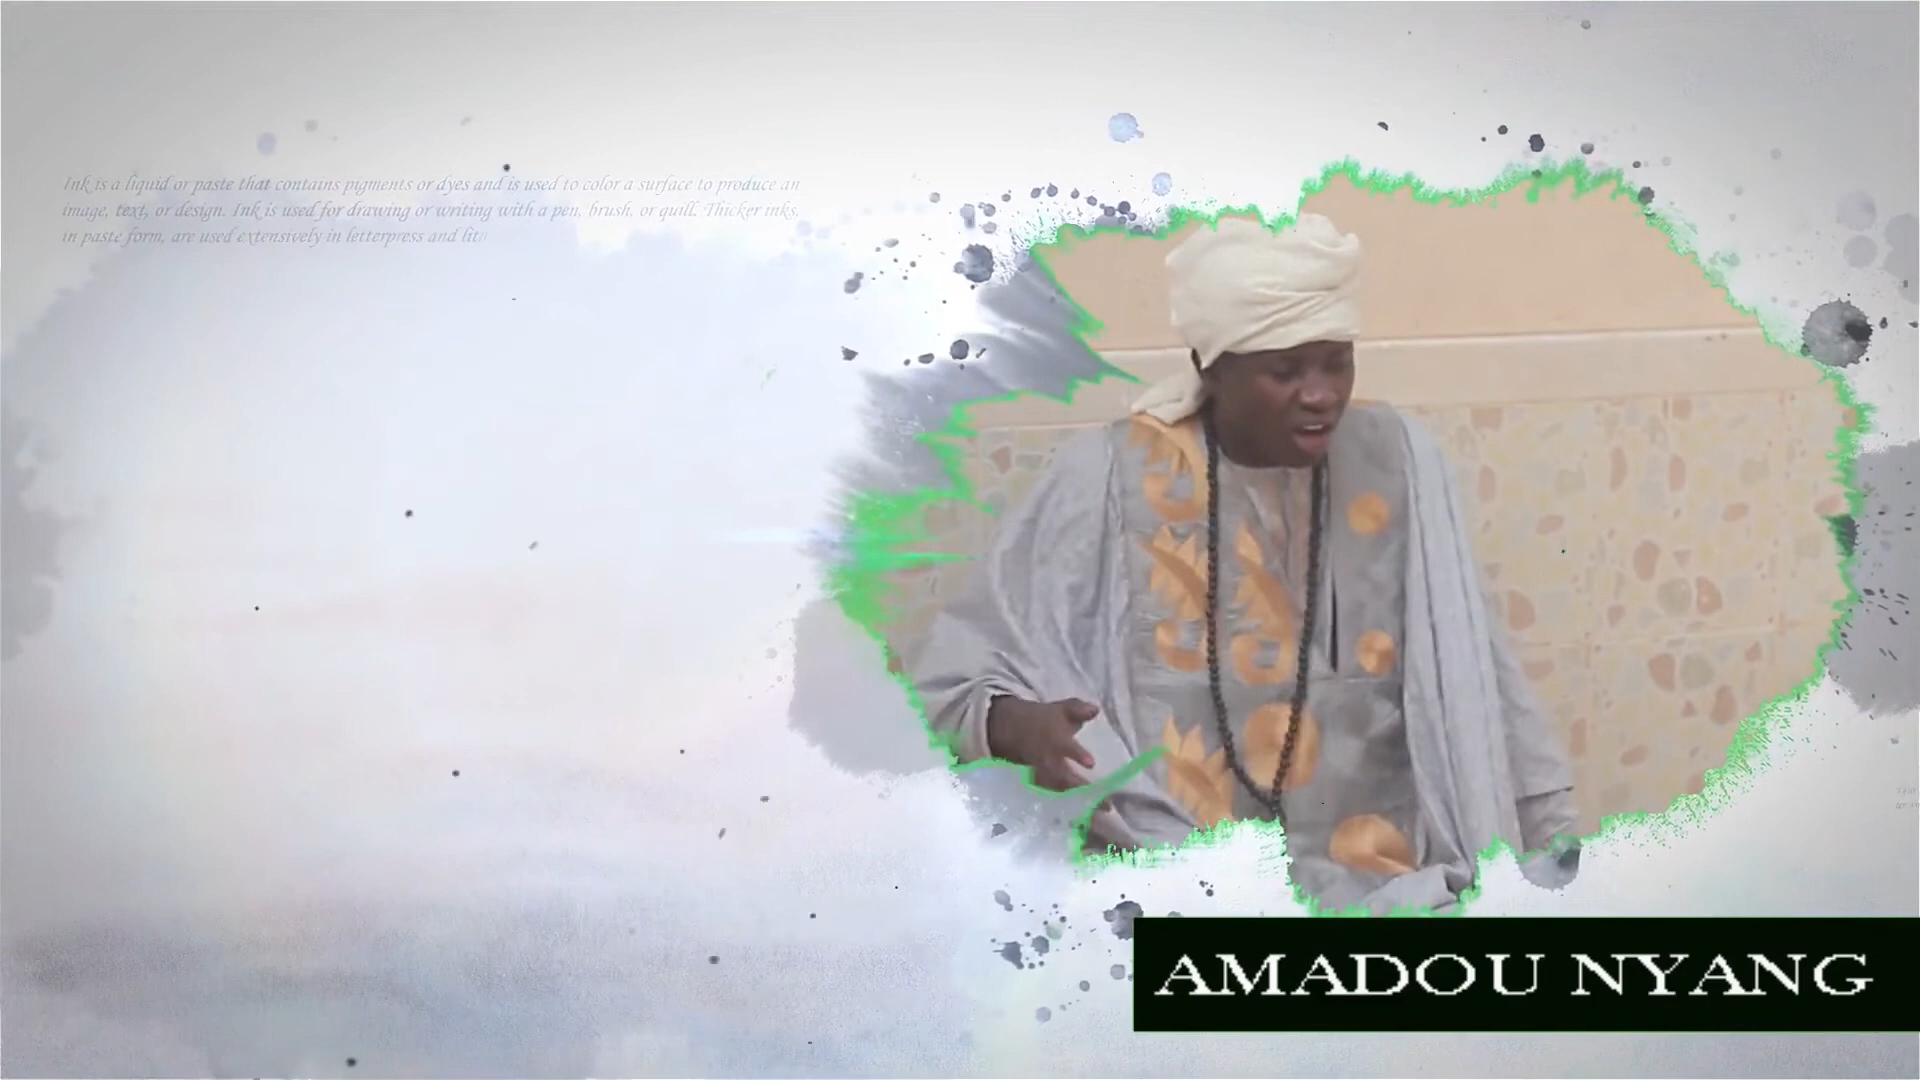 Ink is a liquid or paste that contains pigments or dyes and is used to color a surface to produce an
image, text, or design. Ink is used for drawing or writing with a pen, brush, or quill. Thicker inks,
in paste form, are used extensively in letterpress and lit
AMADOU NYANG